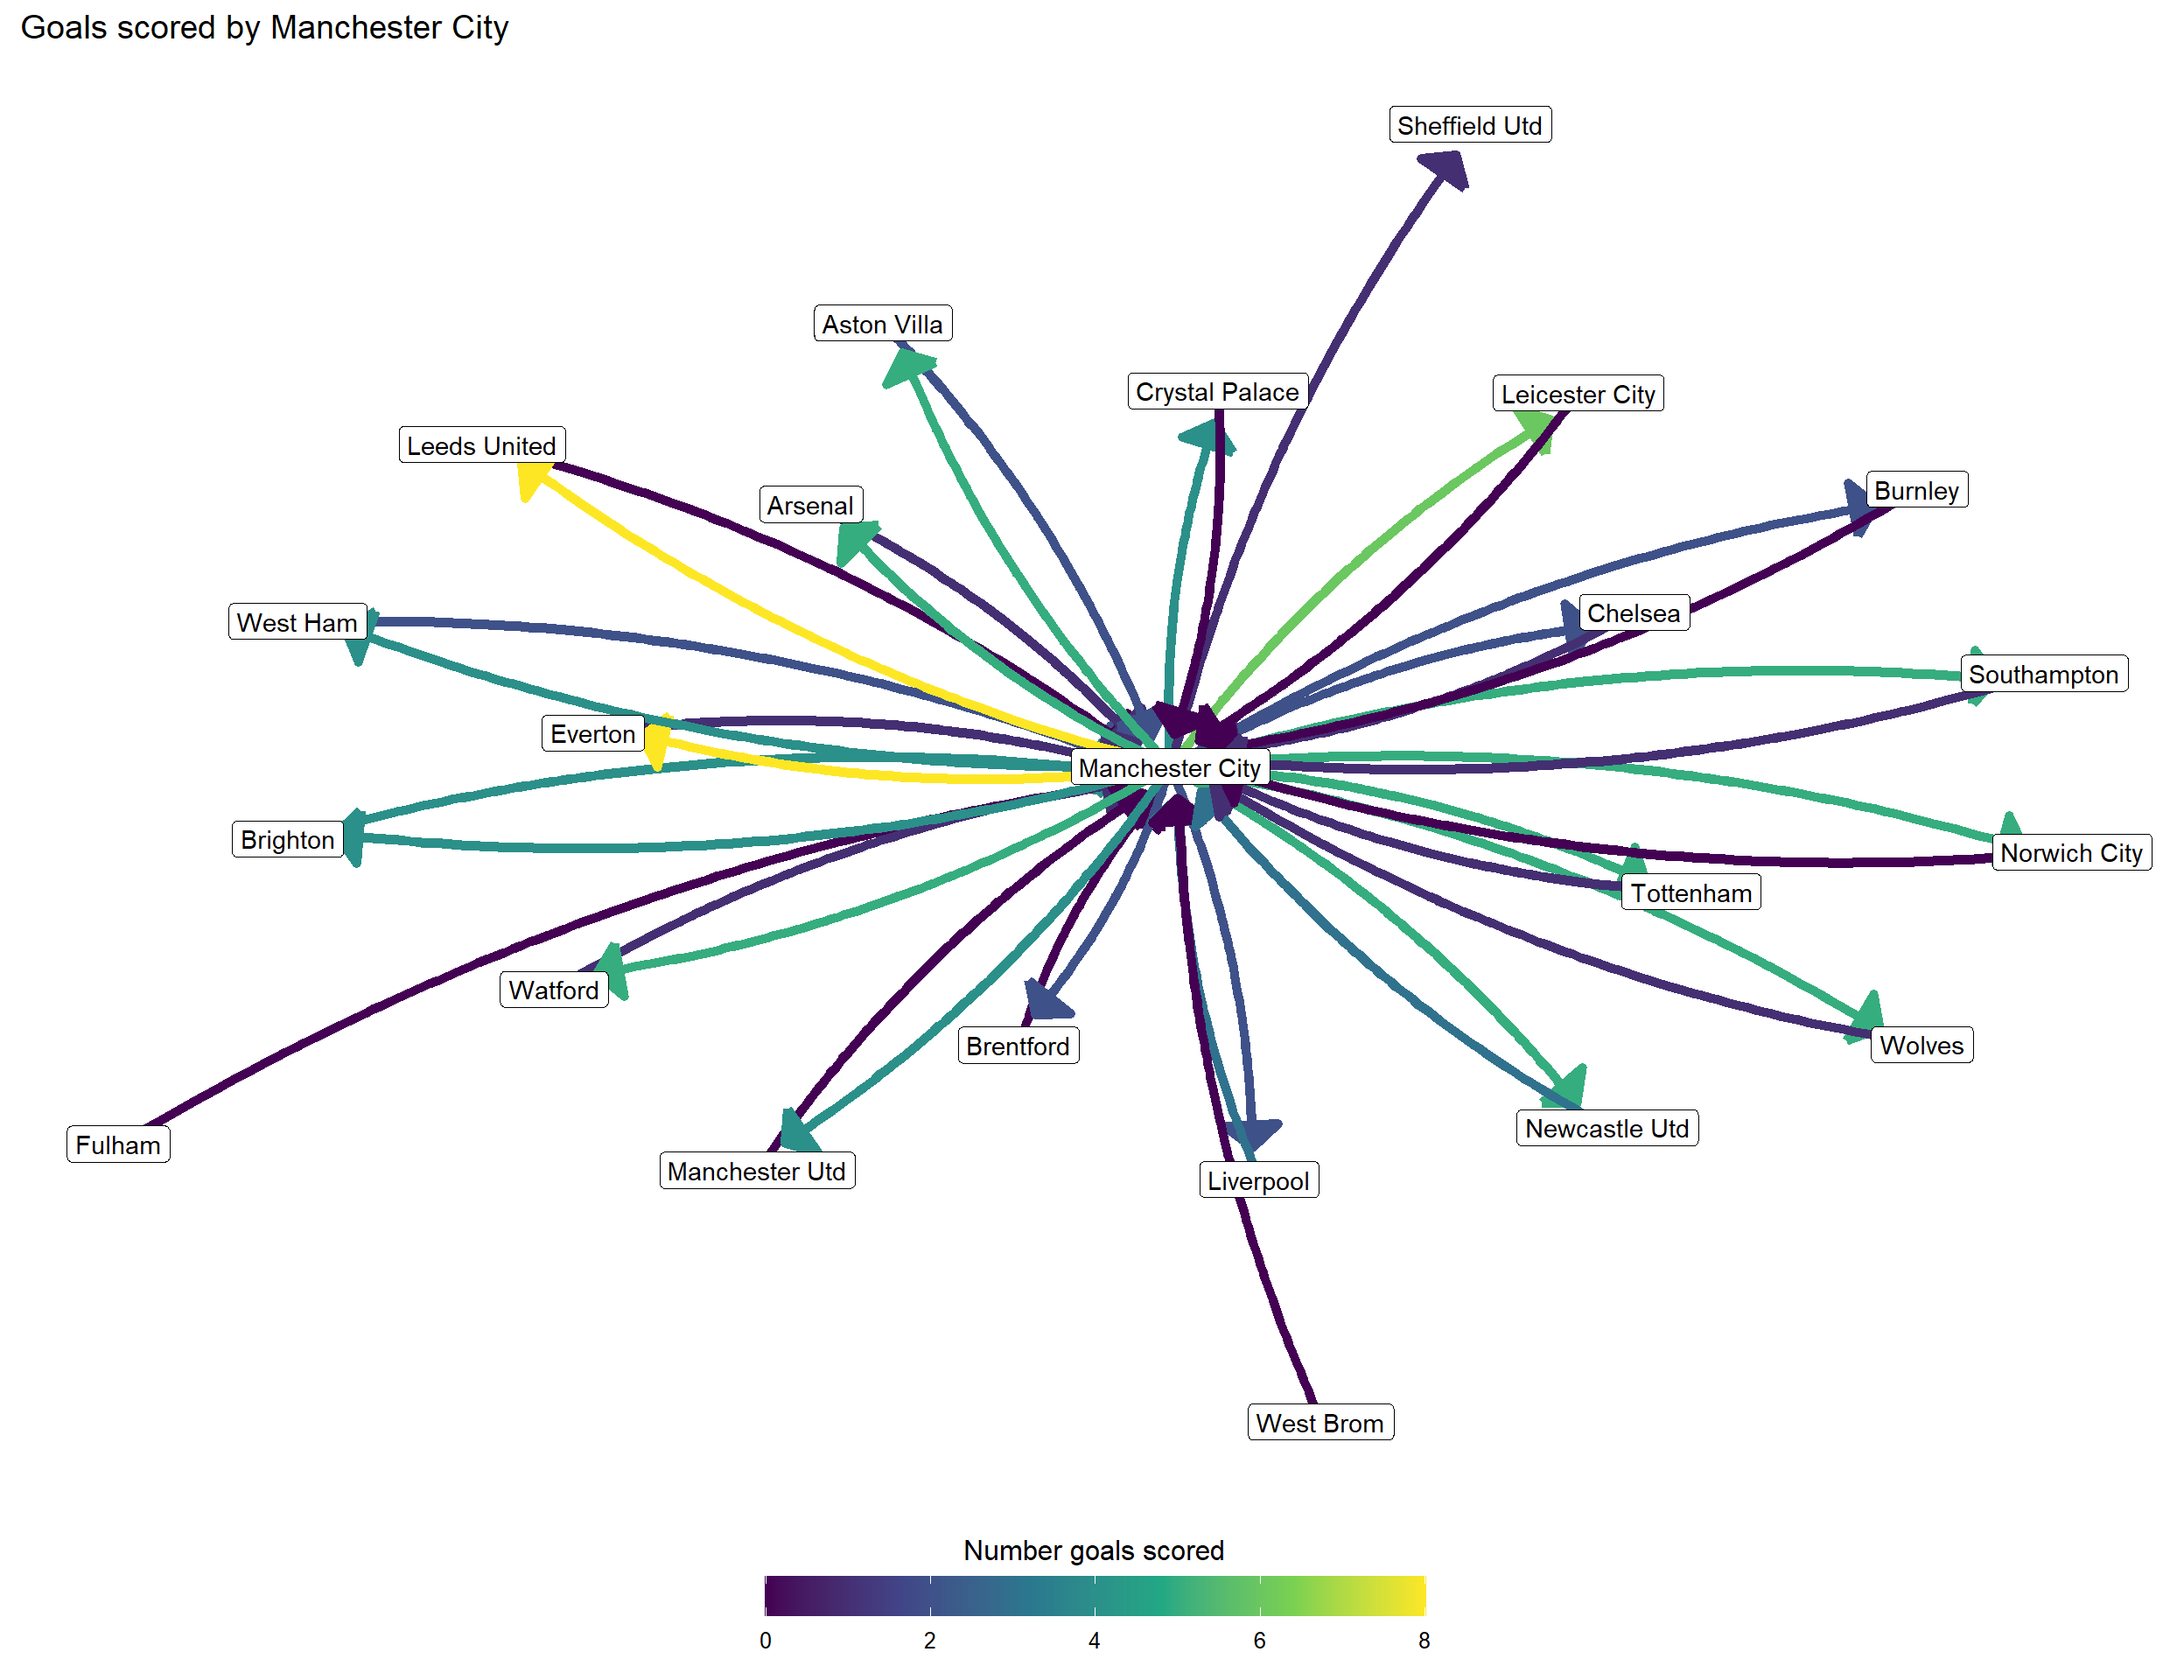 Goals scored by Manchester City
Sheffield Utd
Aston Villa
Crystal Palace
Leicester City
Leeds United
Burnley
Arsenal
Chelsea
West Ham
Southampton
Everton
Manchester City
Brighton
Norwich City
Tottenham
Watford
Brentford
Wolves
Newcastle Utd
Fulham
Manchester Utd
Liverpool
West Brom
Number goals scored
0 2 4 6 8